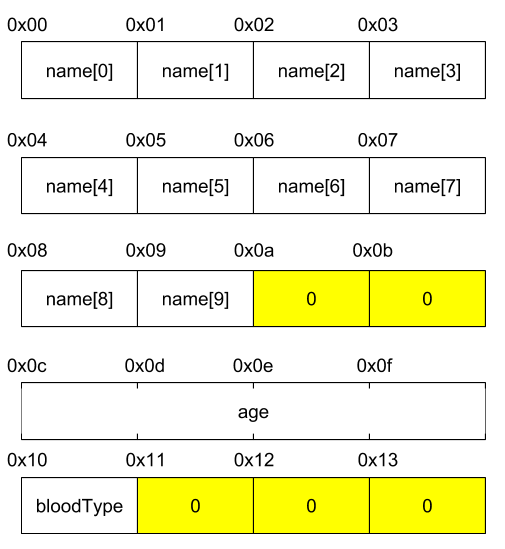 0x00 0x01 0x02 0x03
name[0] name[1] name[2] name[3]
0x04 0x05 0x06 0x07
name[4] name[5] name[6] name[7]
0x08 0x09 0x0a 0x0b
name[8] name[9] 0 0
0x0c 0x0d 0x0e 0x0f
age
0x10 0x11 0x12 0x13
bloodType 0 0 0